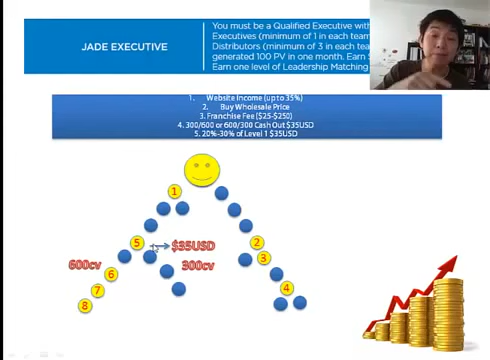 JADE EXECUTIVE
You must be a Qualified Executive with
Executives (minimum of 1 in each team
Distributors (minimum of 3 in each tea
generated 100 PV in one month. Earn
Earn one level of Leadership Matching
1. Website Income (up to 35%)
2. Buy Wholesale Price
3. Franchise Fee ($25-$250)
4. 300/600 or 600/300 Cash Out $35USD
5. 20%-30% of Level 1 $35USD
1
5
$35USD
2
600cv
300cv
3
6
7
4
8